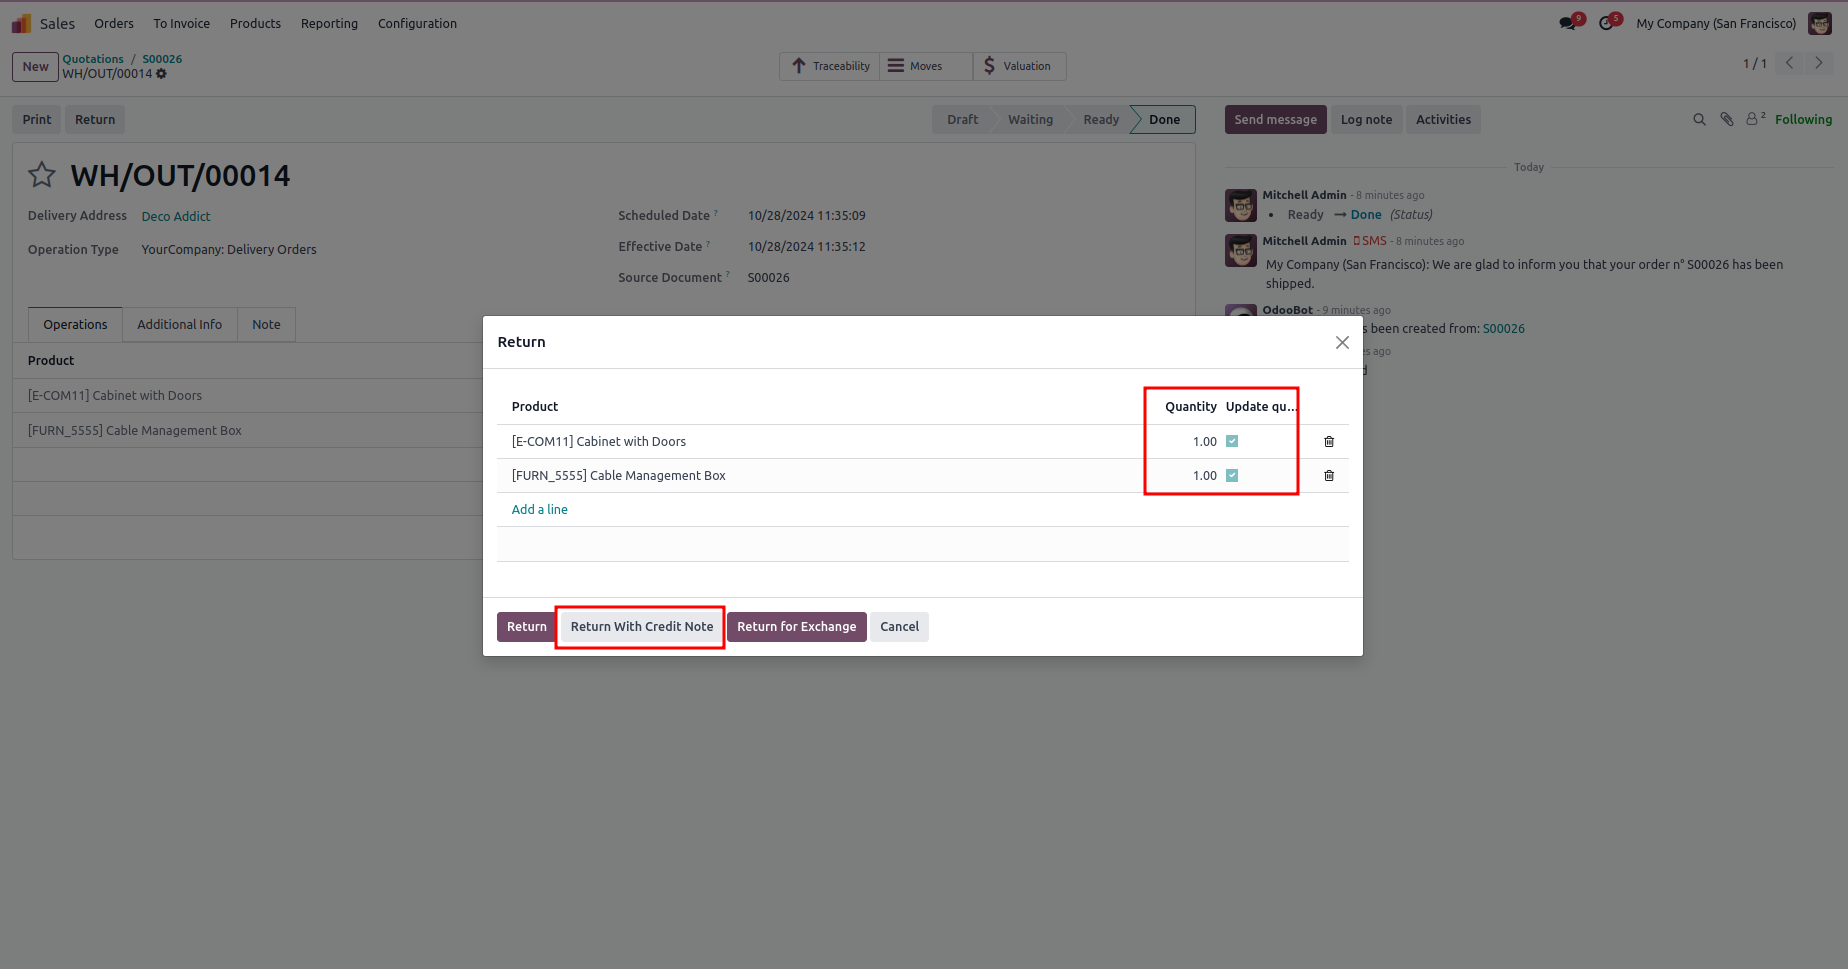 Sales Orders To Invoice Products Reporting Configuration 9 5 My Company (San Francisco)
New Quotations / S00026
WH/OUT/00014
Traceability Moves Valuation 1 / 1
Print Return Draft Waiting Ready Done Send message Log note Activities 2 Following
WH/OUT/00014
Delivery Address Deco Addict
Operation Type YourCompany: Delivery Orders
Scheduled Date ? 10/28/2024 11:35:09
Effective Date ? 10/28/2024 11:35:12
Source Document ? S00026
Operations Additional Info Note
Product
[E-COM11] Cabinet with Doors
[FURN_5555] Cable Management Box
Today
Mitchell Admin - 8 minutes ago
• Ready → Done (Status)
Mitchell Admin SMS - 8 minutes ago
My Company (San Francisco): We are glad to inform you that your order n° S00026 has been
shipped.
OdooBot - 9 minutes ago
s been created from: S00026
es ago
d
Return
Product Quantity Update qu...
[E-COM11] Cabinet with Doors 1.00
[FURN_5555] Cable Management Box 1.00
Add a line
Return Return With Credit Note Return for Exchange Cancel